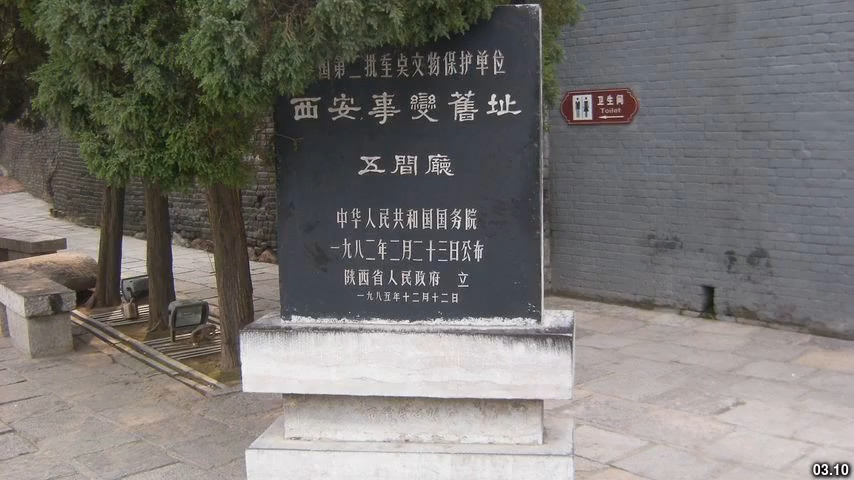 国第二批重点文物保护单位
西安事變舊址
五間廳
中华人民共和国国务院
一九八二年二月二十三日公布
陕西省人民政府 立
一九八五年十二月十二日
卫生间
Toilet
03.10